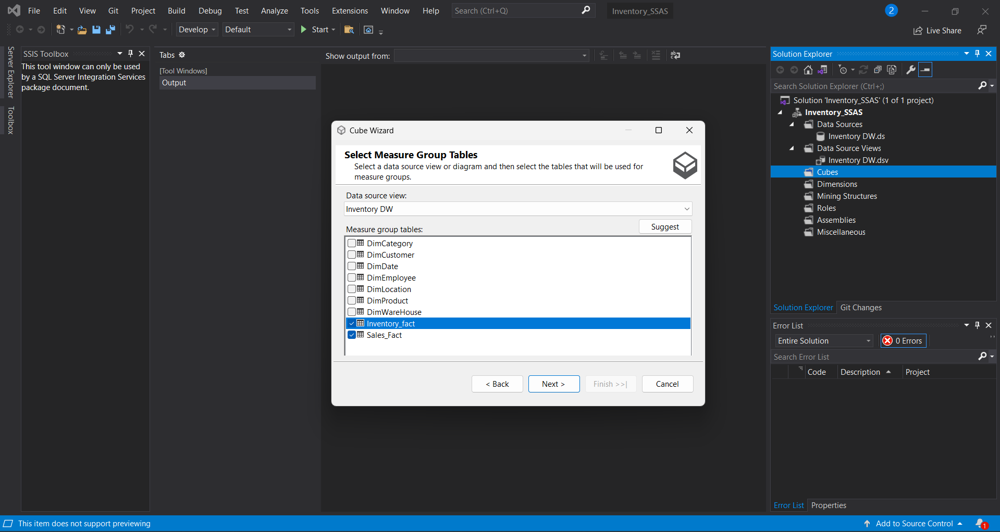 File Edit View Git Project Build Debug Test Analyze Tools Extensions Window Help Search (Ctrl+Q) Inventory_SSAS 2
Develop Default Start Live Share
Server Explorer
Toolbox
SSIS Toolbox
This tool window can only be used
by a SQL Server Integration Services
package document.
Tabs
[Tool Windows]
Output
Show output from:
Cube Wizard
Select Measure Group Tables
Select a data source view or diagram and then select the tables that will be used for
measure groups.
Data source view:
Inventory DW
Suggest
Measure group tables:
DimCategory
DimCustomer
DimDate
DimEmployee
DimLocation
DimProduct
DimWareHouse
Inventory_fact
Sales_Fact
< Back Next > Finish >>| Cancel
Solution Explorer
Search Solution Explorer (Ctrl+;)
Solution 'Inventory_SSAS' (1 of 1 project)
Inventory_SSAS
Data Sources
Inventory DW.ds
Data Source Views
Inventory DW.dsv
Cubes
Dimensions
Mining Structures
Roles
Assemblies
Miscellaneous
Solution Explorer Git Changes
Error List
Entire Solution 0 Errors
Search Error List
Code Description Project
Error List Properties
This item does not support previewing Add to Source Control 1